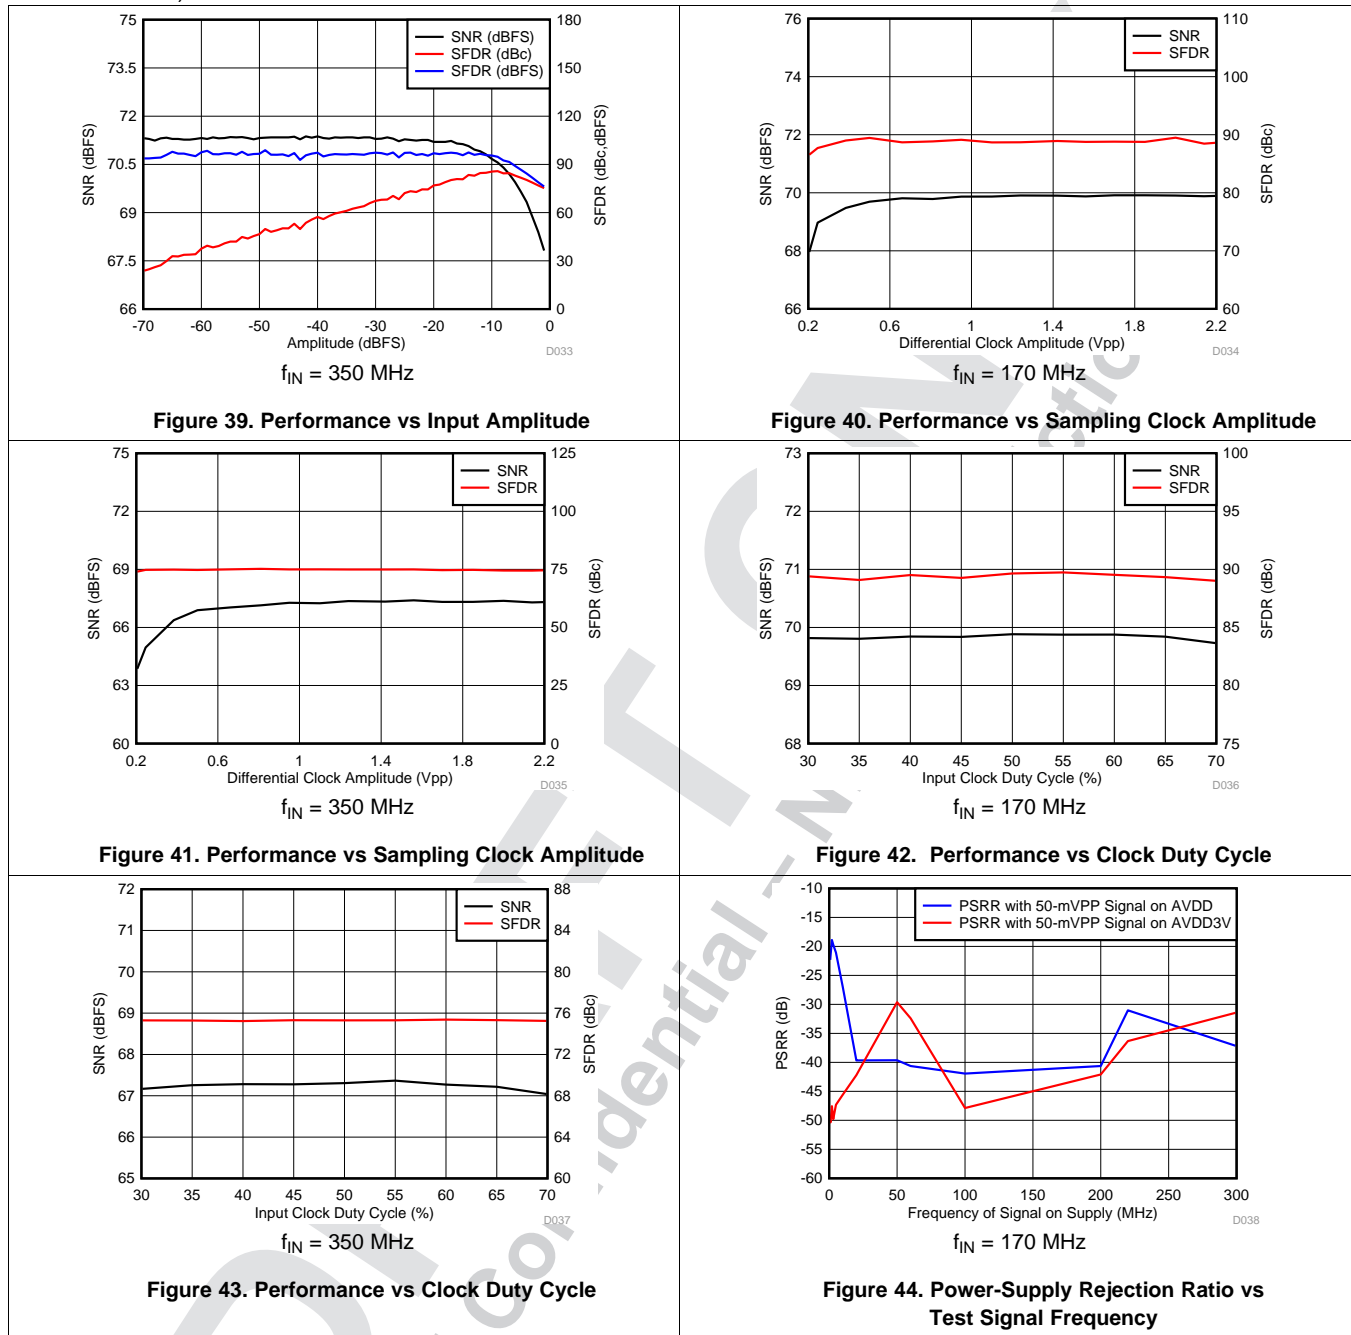 75
73.5
72
70.5
69
67.5
66
180
150
120
90
60
30
0
-70 -60 -50 -40 -30 -20 -10 0
SNR (dBFS)
SFDR (dBc,dBFS)
SNR (dBFS)
SFDR (dBc)
SFDR (dBFS)
Amplitude (dBFS)
D033
fIN = 350 MHz
Figure 39. Performance vs Input Amplitude
76
74
72
70
68
66
110
100
90
80
70
60
0.2 0.6 1 1.4 1.8 2.2
SNR (dBFS)
SFDR (dBc)
SNR
SFDR
Differential Clock Amplitude (Vpp)
D034
fIN = 170 MHz
Figure 40. Performance vs Sampling Clock Amplitude
75
72
69
66
63
60
125
100
75
50
25
0
0.2 0.6 1 1.4 1.8 2.2
SNR (dBFS)
SFDR (dBc)
SNR
SFDR
Differential Clock Amplitude (Vpp)
D035
fIN = 350 MHz
Figure 41. Performance vs Sampling Clock Amplitude
73
72
71
70
69
68
100
95
90
85
80
75
30 35 40 45 50 55 60 65 70
SNR (dBFS)
SFDR (dBc)
SNR
SFDR
Input Clock Duty Cycle (%)
D036
fIN = 170 MHz
Figure 42. Performance vs Clock Duty Cycle
72
71
70
69
68
67
66
65
88
84
80
76
72
68
64
60
30 35 40 45 50 55 60 65 70
SNR (dBFS)
SFDR (dBc)
SNR
SFDR
Input Clock Duty Cycle (%)
D037
fIN = 350 MHz
Figure 43. Performance vs Clock Duty Cycle
-10
-15
-20
-25
-30
-35
-40
-45
-50
-55
-60
0 50 100 150 200 250 300
PSRR (dB)
PSRR with 50-mVPP Signal on AVDD
PSRR with 50-mVPP Signal on AVDD3V
Frequency of Signal on Supply (MHz)
D038
fIN = 170 MHz
Figure 44. Power-Supply Rejection Ratio vs
Test Signal Frequency